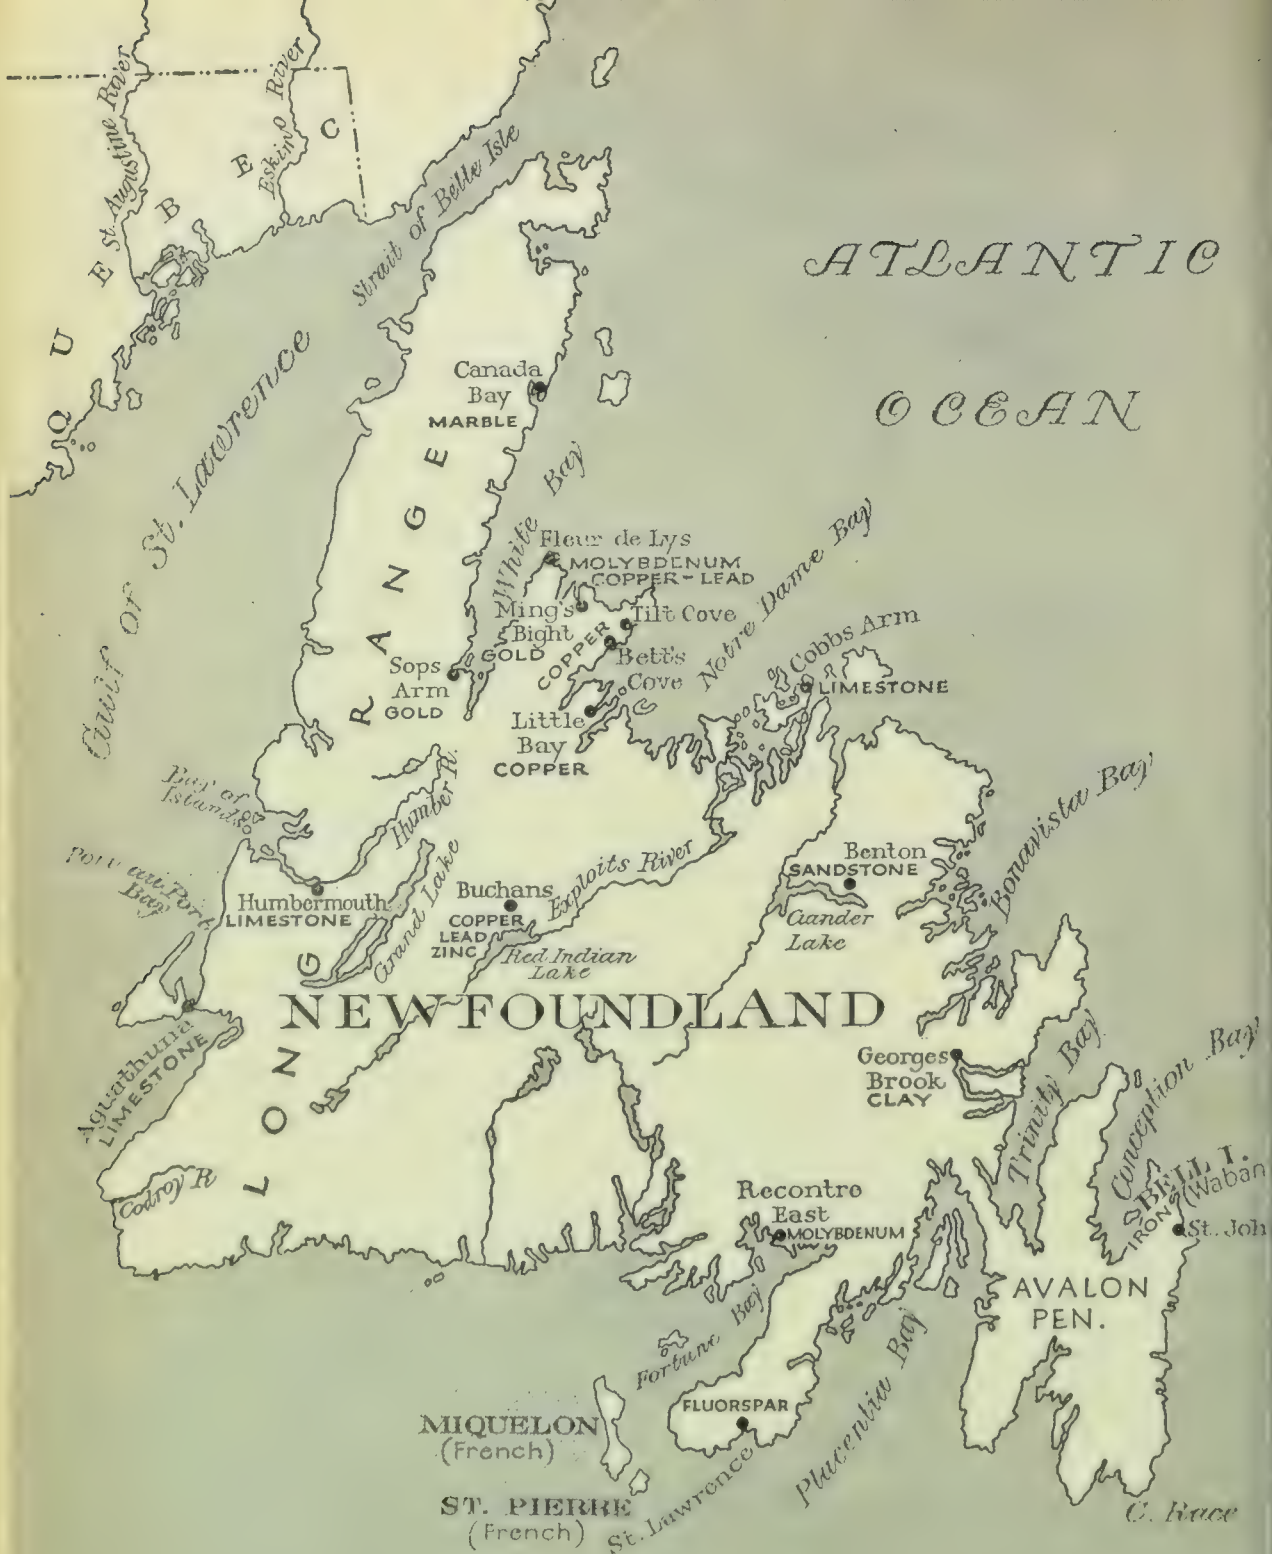 St. Augustine River
Eskimo River
QUEBEC
Strait of Belle Isle
ATLANTIC
OCEAN
Gulf of St. Lawrence
Canada
Bay
MARBLE
White Bay
Fleur de Lys
MOLYBDENUM
COPPER-LEAD
Ming's
Bight
GOLD
Tilt Cove
COPPER
Bett's
Cove
Notre Dame Bay
Cobbs Arm
LIMESTONE
Sops
Arm
GOLD
Little
Bay
COPPER
LONG RANGE
Bay of
Islands
Humber R.
Port au Port
Bay
Humbermouth
LIMESTONE
Grand Lake
Buchans
COPPER
LEAD
ZINC
Exploits River
Red Indian
Lake
Benton
SANDSTONE
Gander
Lake
Bonavista Bay
NEWFOUNDLAND
Aguathuna
LIMESTONE
Georges
Brook
CLAY
Trinity Bay
Conception Bay
Codroy R
BELL I.
(Waban
IRON
St. Joh
Recontre
East
MOLYBDENUM
AVALON
PEN.
Fortune Bay
Placentia Bay
FLUORSPAR
St. Lawrence
MIQUELON
(French)
ST. PIERRE
(French)
C. Race